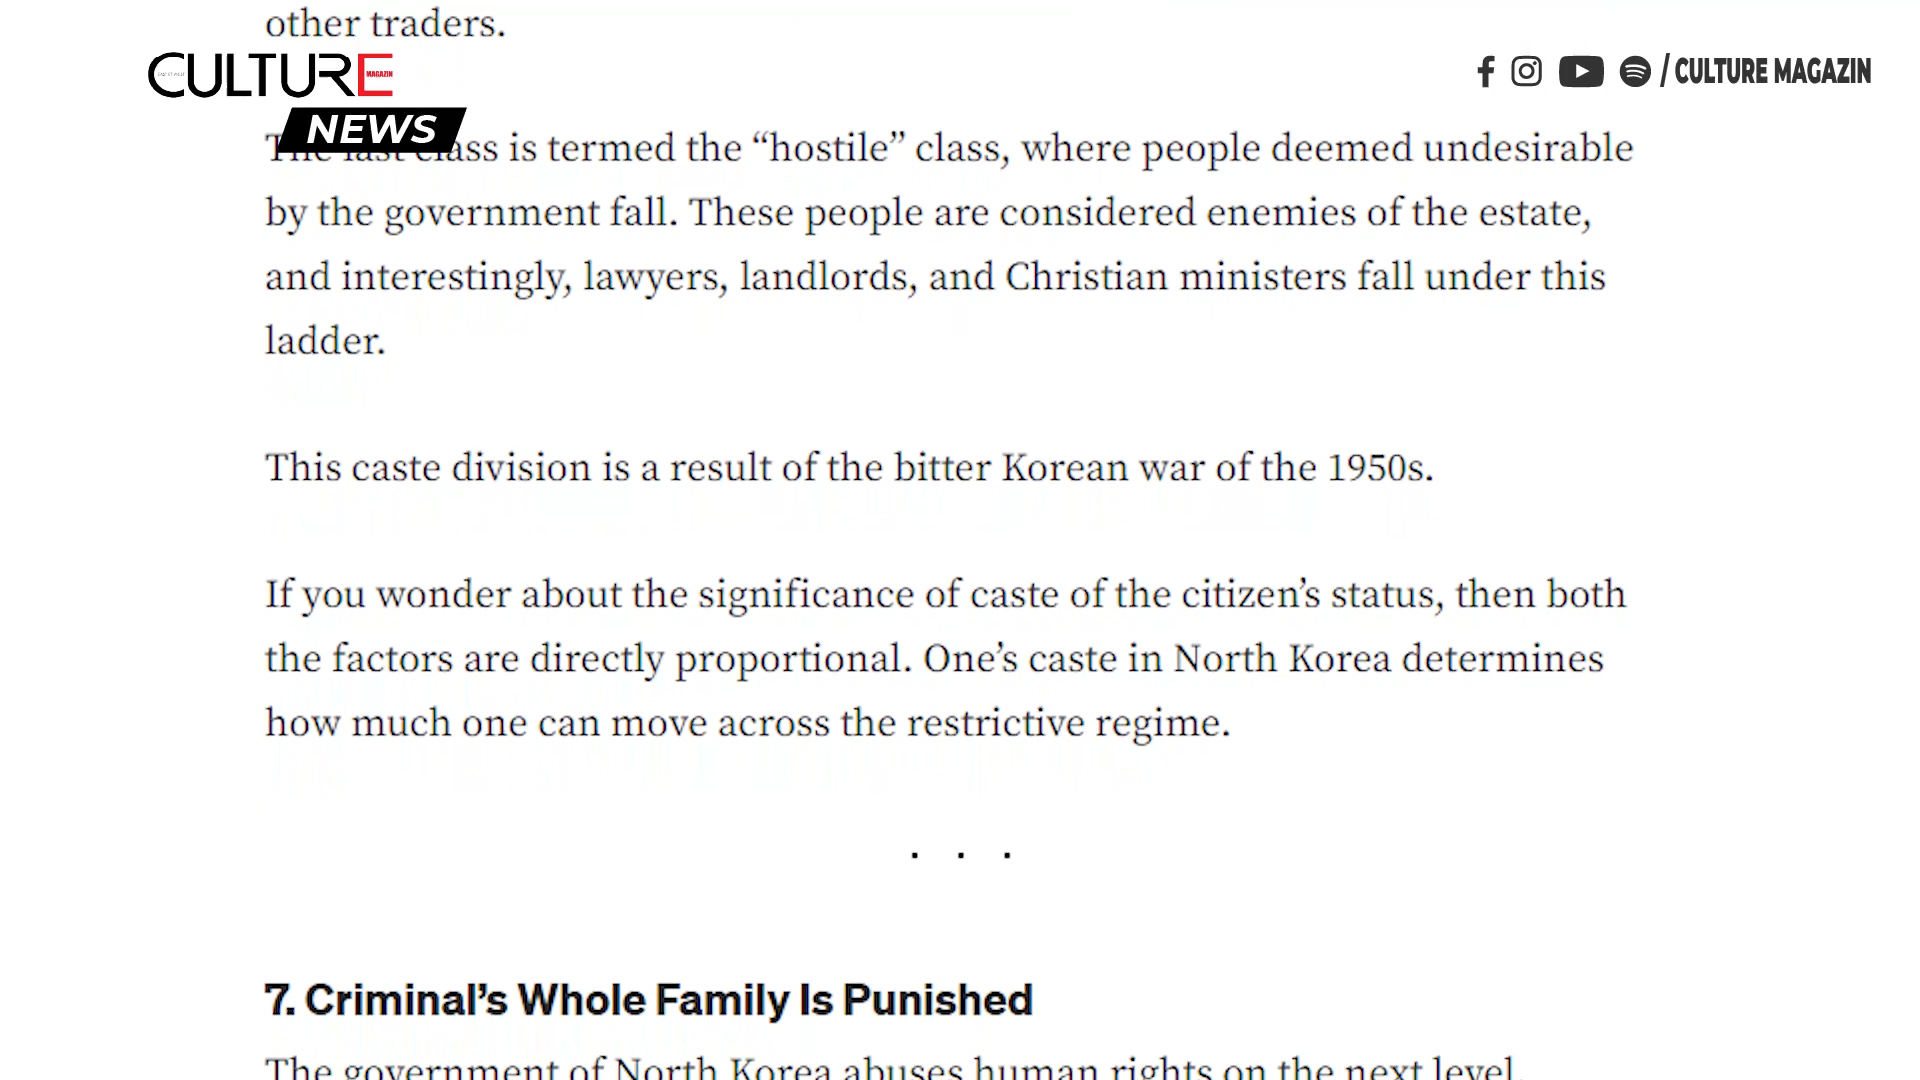 other traders.
CULTURE
MAGAZIN
NEWS
/ CULTURE MAGAZIN
The last class is termed the “hostile” class, where people deemed undesirable
by the government fall. These people are considered enemies of the estate,
and interestingly, lawyers, landlords, and Christian ministers fall under this
ladder.
This caste division is a result of the bitter Korean war of the 1950s.
If you wonder about the significance of caste of the citizen’s status, then both
the factors are directly proportional. One’s caste in North Korea determines
how much one can move across the restrictive regime.
. . .
7. Criminal’s Whole Family Is Punished
The government of North Korea abuses human rights on the next level.